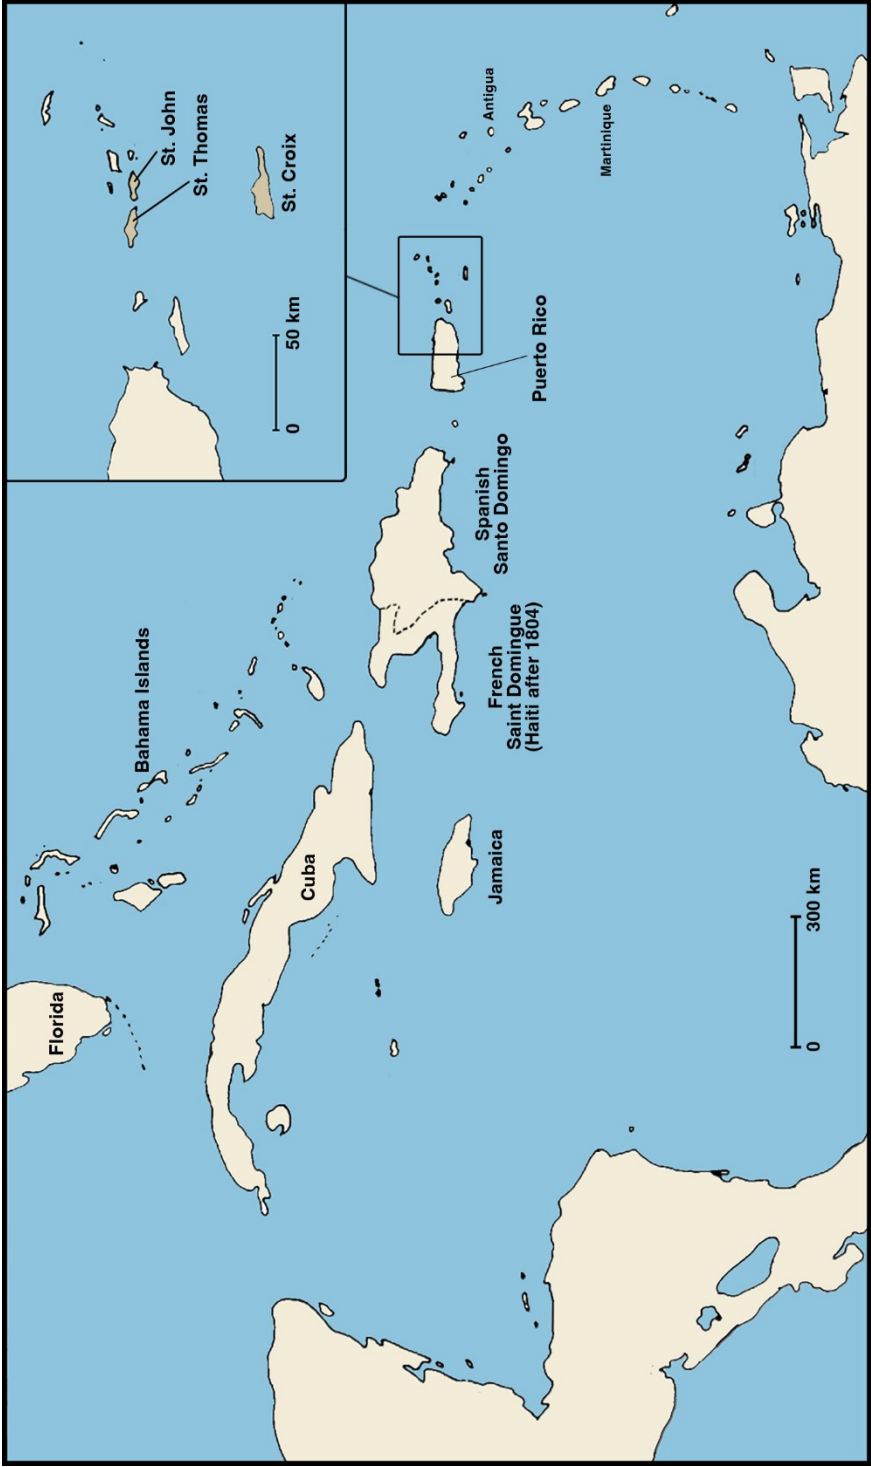 St. John
St. Thomas
St. Croix
0
50 km
Florida
Bahama Islands
Cuba
Jamaica
French
Saint Domingue
(Haiti after 1804)
Spanish
Santo Domingo
Puerto Rico
Antigua
Martinique
0
300 km